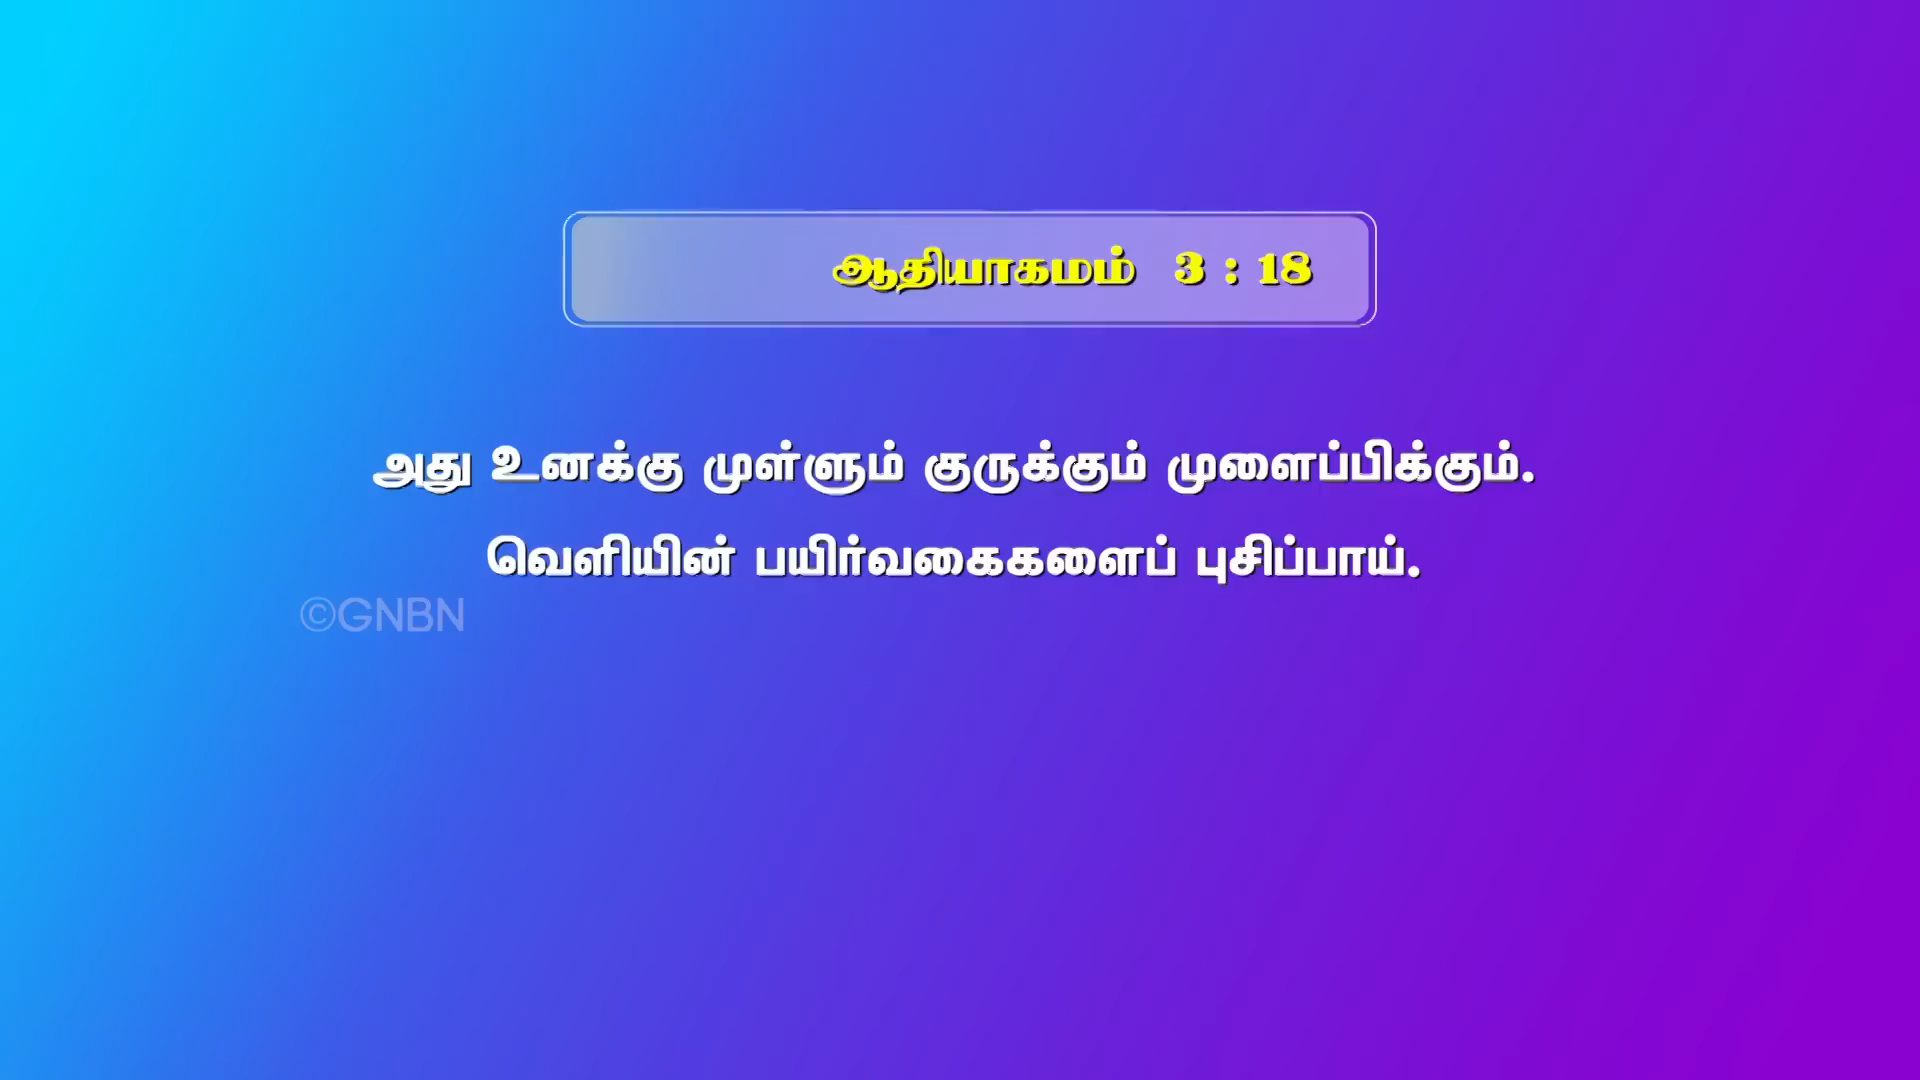 ஆதியாகமம் 3 : 18
அது உனக்கு முள்ளும் குருக்கும் முளைப்பிக்கும்.
வெளியின் பயிர்வகைகளைப் புசிப்பாய்.
©GNBN